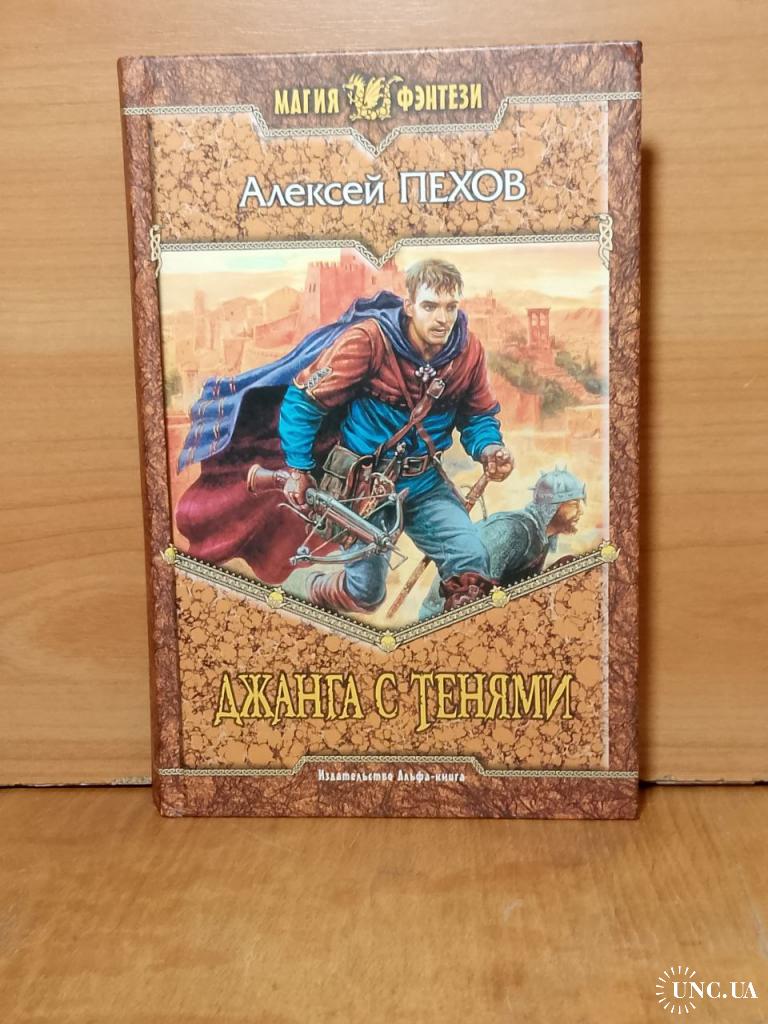 МАГИЯ ФЭНТЕЗИ
Алексей ПЕХОВ
ДЖАНГА С ТЕНЯМИ
Издательство Альфа-книга
UNC.UA